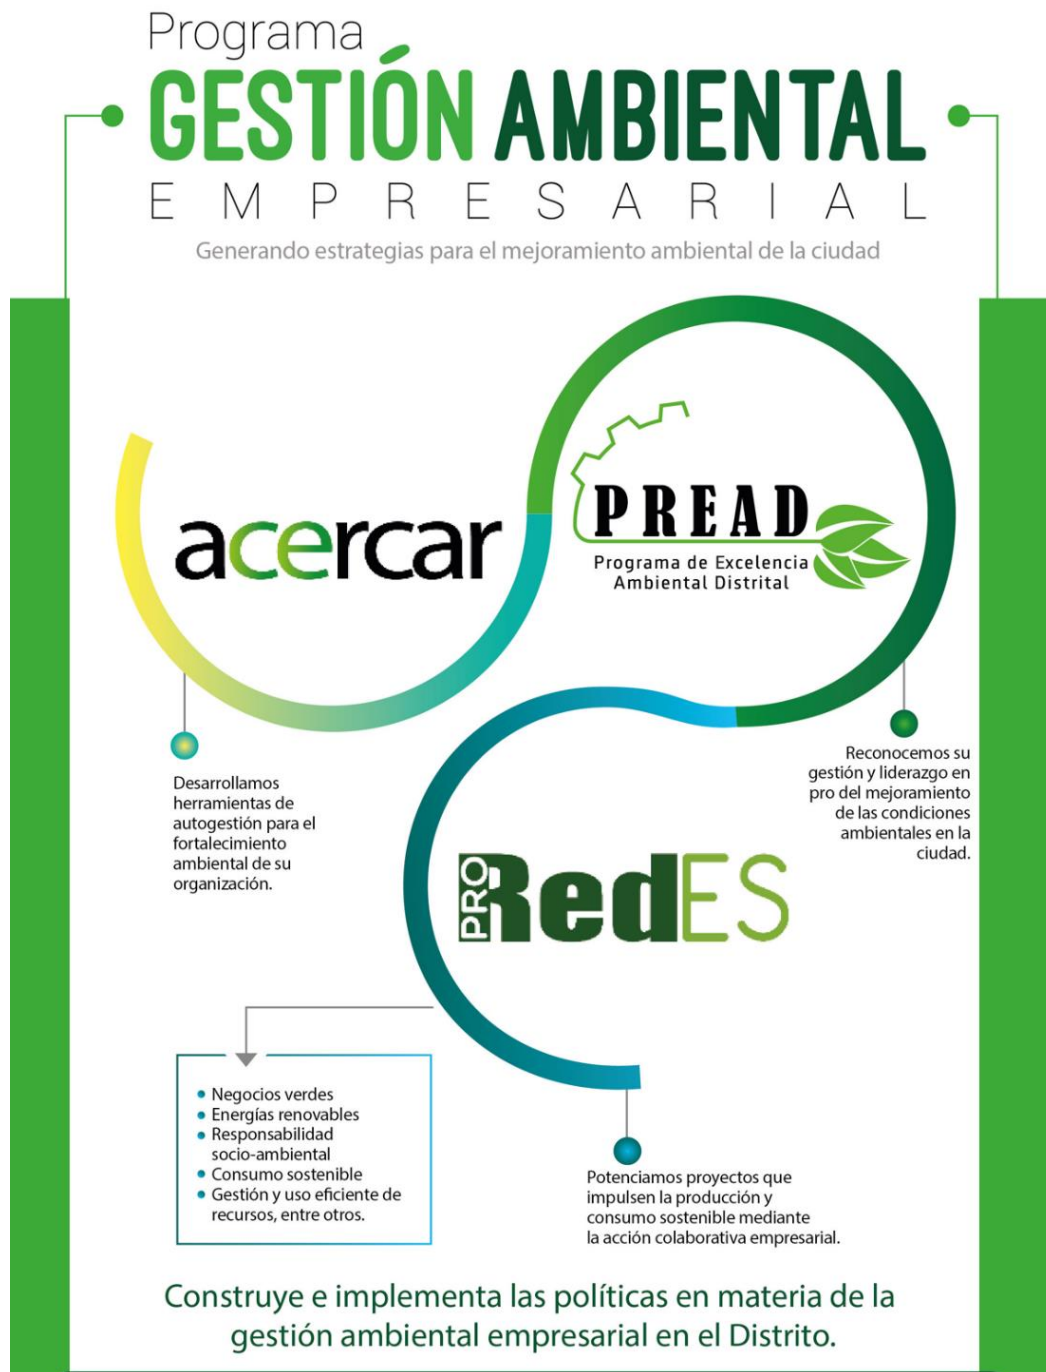 Programa
GESTIÓN AMBIENTAL
EMPRESARIAL
Generando estrategias para el mejoramiento ambiental de la ciudad
acercar
PREAD
Programa de Excelencia
Ambiental Distrital
Desarrollamos
herramientas de
autogestión para el
fortalecimiento
ambiental de su
organización.
Reconocemos su
gestión y liderazgo en
pro del mejoramiento
de las condiciones
ambientales en la
ciudad.
PRO RedES
• Negocios verdes
• Energías renovables
• Responsabilidad
socio-ambiental
• Consumo sostenible
• Gestión y uso eficiente de
recursos, entre otros.
Potenciamos proyectos que
impulsen la producción y
consumo sostenible mediante
la acción colaborativa empresarial.
Construye e implementa las políticas en materia de la
gestión ambiental empresarial en el Distrito.